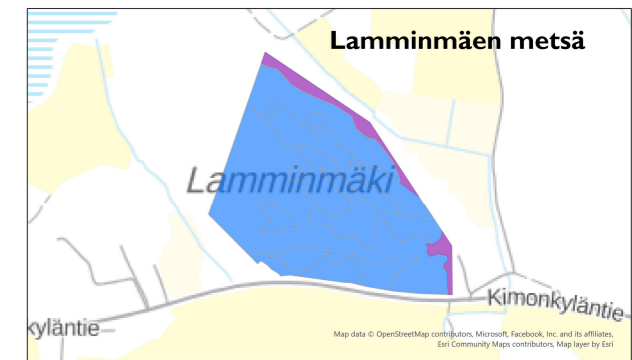 Lamminmäen metsä
Lamminmäki
Kimonkyläntie
kyläntie
Map data © OpenStreetMap contributors, Microsoft, Facebook, Inc. and its affiliates,
Esri Community Maps contributors, Map layer by Esri